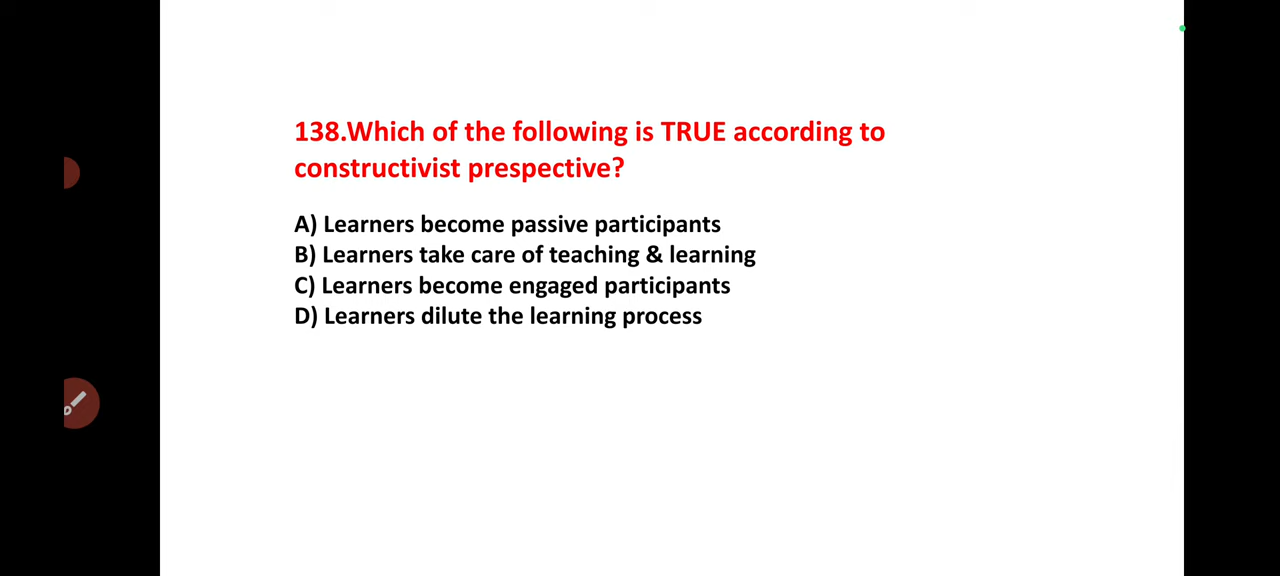 138.Which of the following is TRUE according to
constructivist prespective?
A) Learners become passive participants
B) Learners take care of teaching & learning
C) Learners become engaged participants
D) Learners dilute the learning process